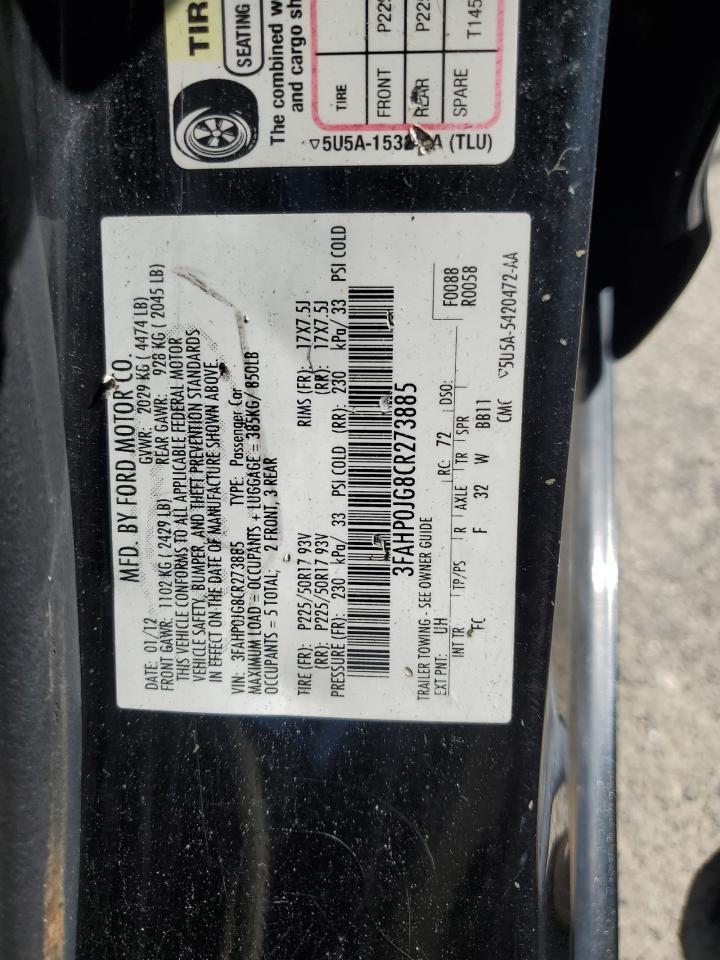 TIR
SEATING
The combined w
and cargo sh
TIRE
FRONT P225
REAR P22
SPARE T145
▽5U5A-1532 A (TLU)
MFD. BY FORD MOTOR CO.
DATE: 01/12 GVWR: 2029 KG ( 4474 LB)
FRONT GAWR: 1102 KG ( 2429 LB) REAR GAWR: 928 KG ( 2045 LB)
THIS VEHICLE CONFORMS TO ALL APPLICABLE FEDERAL MOTOR
VEHICLE SAFETY, BUMPER, AND THEFT PREVENTION STANDARDS
IN EFFECT ON THE DATE OF MANUFACTURE SHOWN ABOVE.
VIN: 3FAHP0JG8CR273885 TYPE: Passenger Car
MAXIMUM LOAD = OCCUPANTS + LUGGAGE = 385KG/ 850LB
OCCUPANTS = 5 TOTAL, 2 FRONT, 3 REAR
TIRE (FR): P225/50R17 93V RIMS (FR): 17X7.5J
(RR): P225/50R17 93V (RR): 17X7.5J
PRESSURE (FR): 230 kPa/ 33 PSI COLD (RR): 230 kPa/ 33 PSI COLD
3FAHP0JG8CR273885
TRAILER TOWING - SEE OWNER GUIDE
EXT PNT: UH RC: 72 DSO: F0088
R0058
INT TR TP/PS R AXLE TR SPR
FC F 32 W BB11
CMC ▽5U5A-5420472-AA